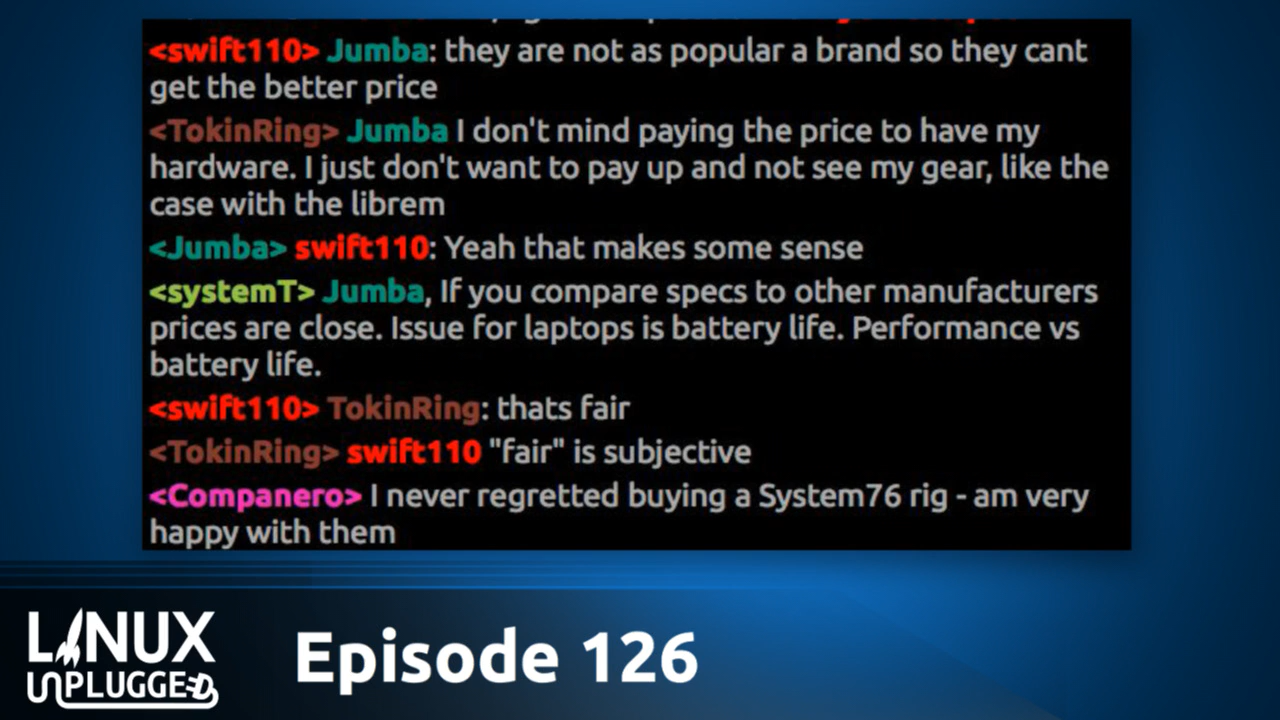 <swift110> Jumba: they are not as popular a brand so they cant
get the better price
<TokinRing> Jumba I don't mind paying the price to have my
hardware. I just don't want to pay up and not see my gear, like the
case with the librem
<Jumba> swift110: Yeah that makes some sense
<systemT> Jumba, If you compare specs to other manufacturers
prices are close. Issue for laptops is battery life. Performance vs
battery life.
<swift110> TokinRing: thats fair
<TokinRing> swift110 "fair" is subjective
<Companero> I never regretted buying a System76 rig - am very
happy with them
LINUX
UNPLUGGED
Episode 126